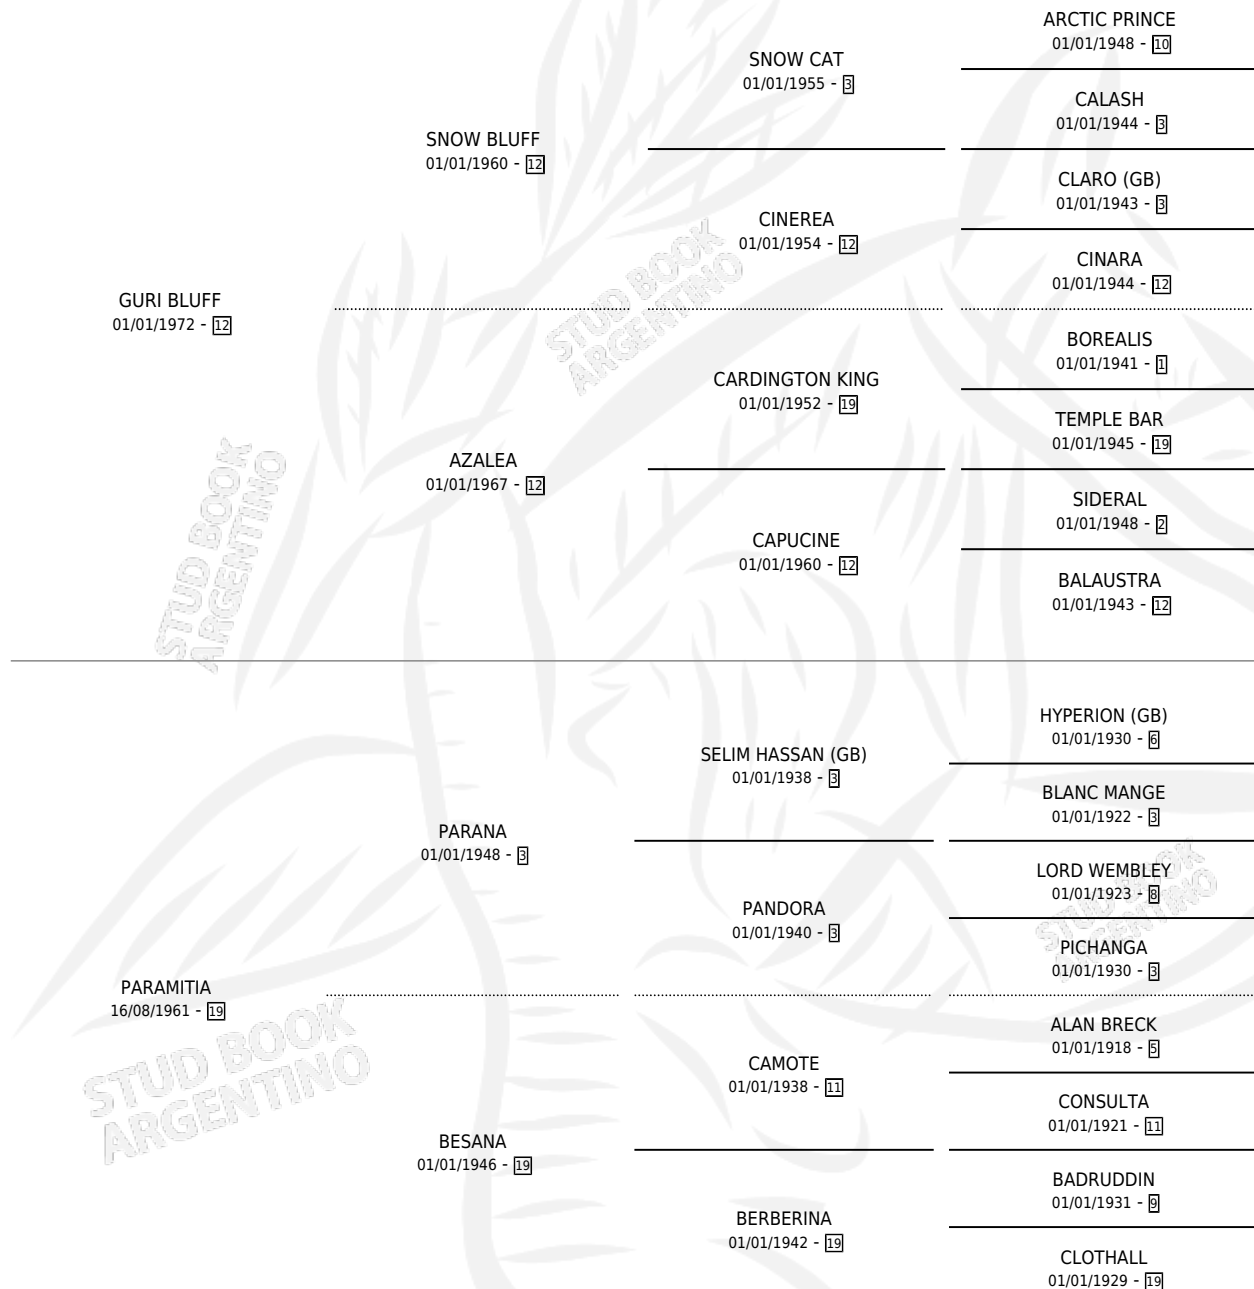 ARCTIC PRINCE
01/01/1948 - 10
SNOW CAT
01/01/1955 - 3
CALASH
01/01/1944 - 3
SNOW BLUFF
01/01/1960 - 12
CLARO (GB)
01/01/1943 - 3
CINEREA
01/01/1954 - 12
CINARA
01/01/1944 - 12
GURI BLUFF
01/01/1972 - 12
BOREALIS
01/01/1941 - 1
CARDINGTON KING
01/01/1952 - 19
TEMPLE BAR
01/01/1945 - 19
AZALEA
01/01/1967 - 12
SIDERAL
01/01/1948 - 2
CAPUCINE
01/01/1960 - 12
BALAUSTRA
01/01/1943 - 12
HYPERION (GB)
01/01/1930 - 6
SELIM HASSAN (GB)
01/01/1938 - 3
BLANC MANGE
01/01/1922 - 3
PARANA
01/01/1948 - 3
LORD WEMBLEY
01/01/1923 - 8
PANDORA
01/01/1940 - 3
PICHANGA
01/01/1930 - 3
PARAMITIA
16/08/1961 - 19
ALAN BRECK
01/01/1918 - 5
CAMOTE
01/01/1938 - 11
CONSULTA
01/01/1921 - 11
BESANA
01/01/1946 - 19
BADRUDDIN
01/01/1931 - 9
BERBERINA
01/01/1942 - 19
CLOTHALL
01/01/1929 - 19
STUD BOOK
ARGENTINO
STUD BOOK
ARGENTINO
STUD BOOK
ARGENTINO
STUD BOOK
ARGENTINO